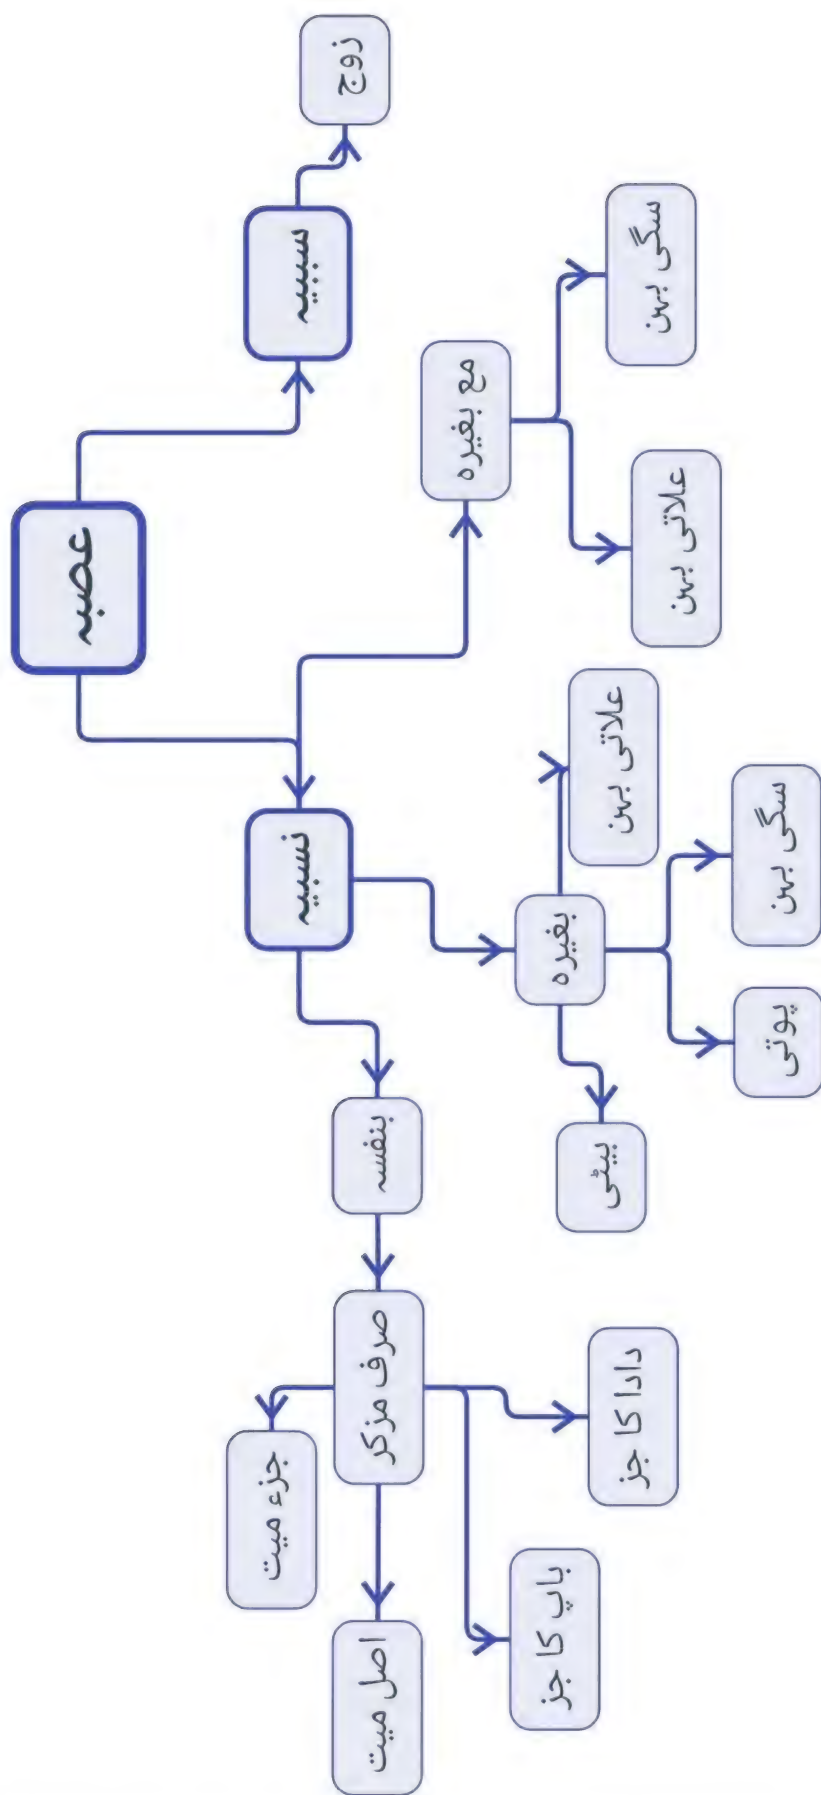 عصبہ
سببیہ
زوج
نسبیہ
مع بغیرہ
سگی بہن
علاتی بہن
بغیرہ
علاتی بہن
سگی بہن
پوتی
بیٹی
بنفسہ
صرف مزکر
جزء میت
دادا کا جز
باپ کا جز
اصل میت